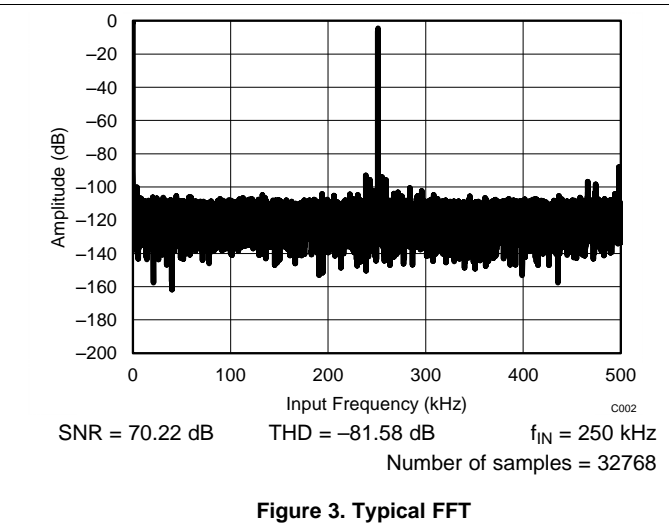 0
–20
–40
–60
–80
–100
–120
–140
–160
–180
–200
Amplitude (dB)
0 100 200 300 400 500
Input Frequency (kHz)
C002
SNR = 70.22 dB THD = –81.58 dB fIN = 250 kHz
Number of samples = 32768
Figure 3. Typical FFT